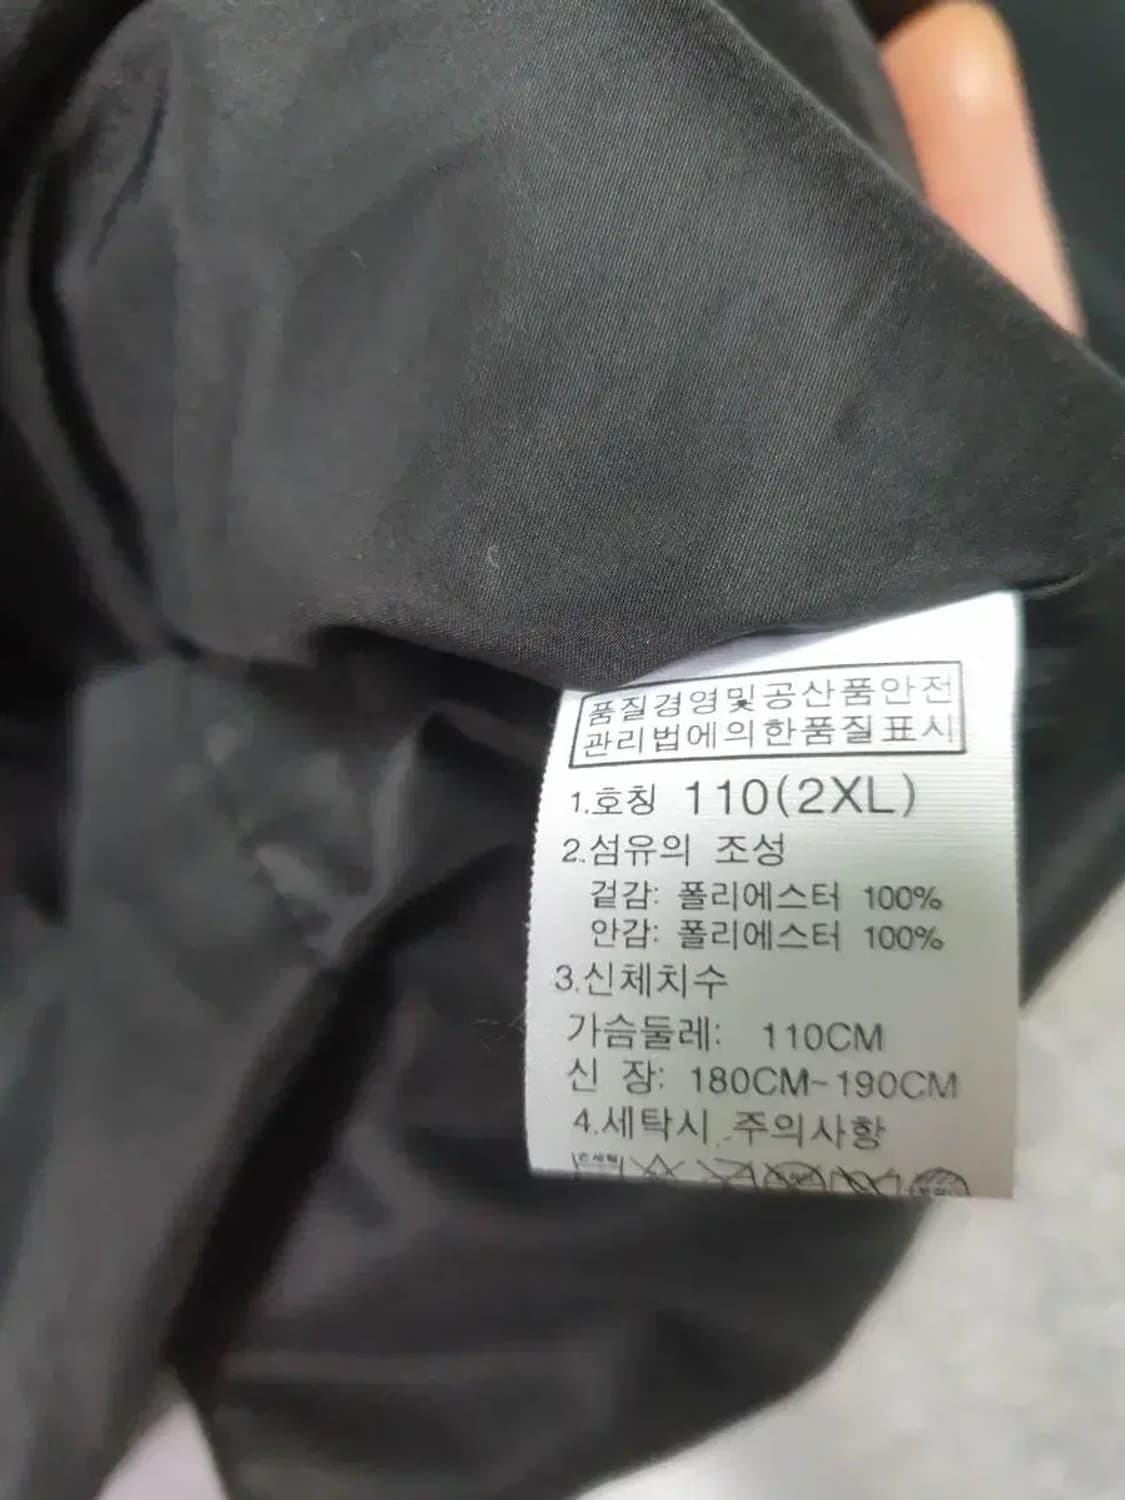 품질경영및공산품안전
관리법에의한품질표시
1.호칭 110(2XL)
2.섬유의 조성
겉감: 폴리에스터 100%
안감: 폴리에스터 100%
3.신체치수
가슴둘레: 110CM
신 장: 180CM~190CM
4.세탁시 주의사항
손세탁